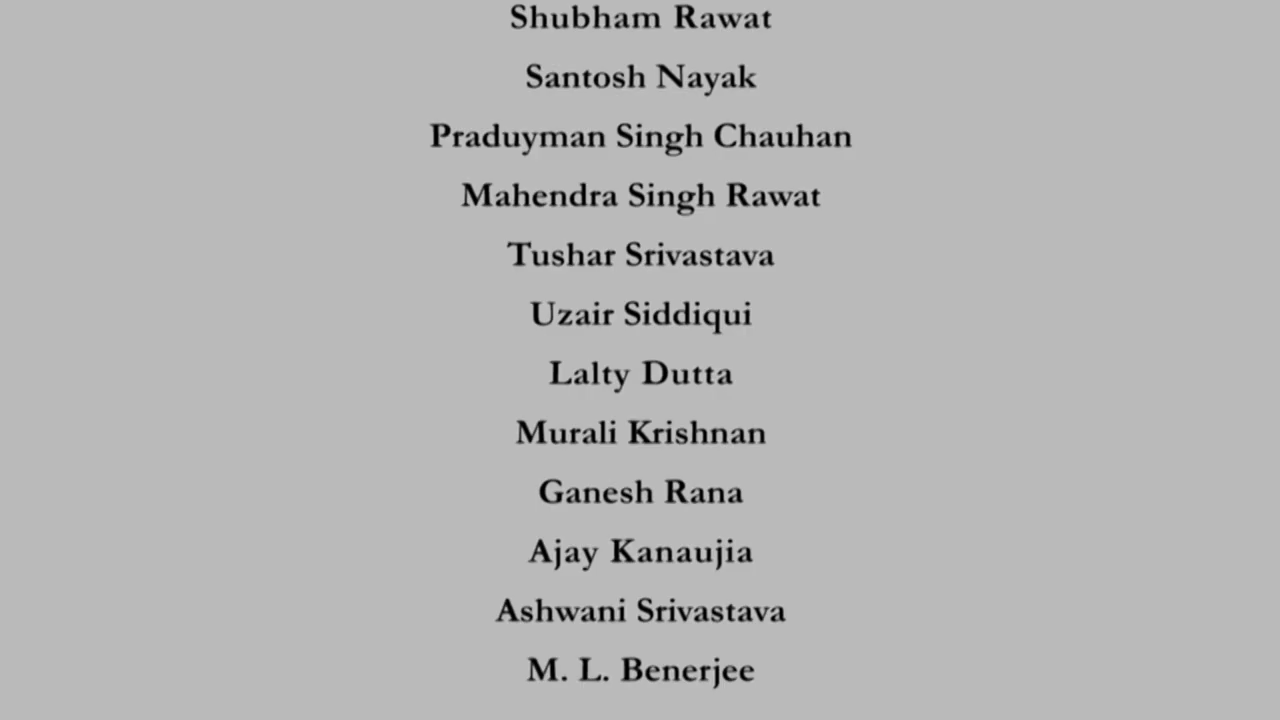 Shubham Rawat
Santosh Nayak
Praduyman Singh Chauhan
Mahendra Singh Rawat
Tushar Srivastava
Uzair Siddiqui
Lalty Dutta
Murali Krishnan
Ganesh Rana
Ajay Kanaujia
Ashwani Srivastava
M. L. Benerjee